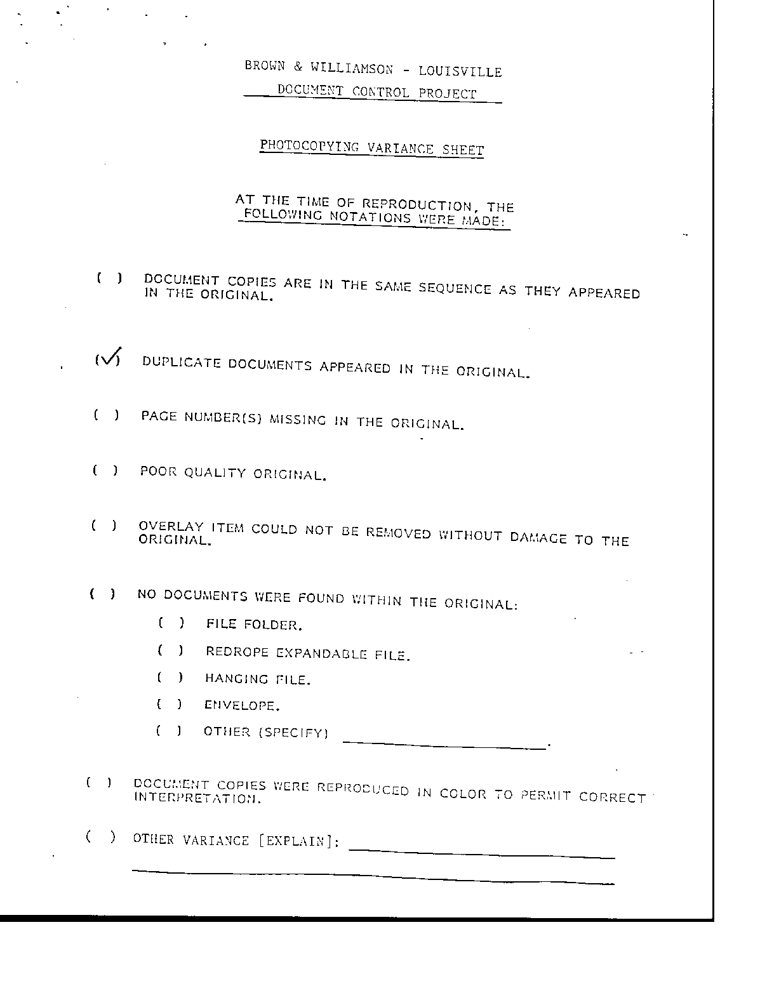 BROWN & WILLIAMSON - LOUISVILLE
DOCUMENT CONTROL PROJECT
PHOTOCOPYING VARIANCE SHEET
AT THE TIME OF REPRODUCTION, THE
FOLLOWING NOTATIONS WERE MADE:
( ) DOCUMENT COPIES ARE IN THE SAME SEQUENCE AS THEY APPEARED
IN THE ORIGINAL.
(✓) DUPLICATE DOCUMENTS APPEARED IN THE ORIGINAL.
( ) PAGE NUMBER(S) MISSING IN THE ORIGINAL.
( ) POOR QUALITY ORIGINAL.
( ) OVERLAY ITEM COULD NOT BE REMOVED WITHOUT DAMAGE TO THE
ORIGINAL.
( ) NO DOCUMENTS WERE FOUND WITHIN THE ORIGINAL:
( ) FILE FOLDER.
( ) REDROPE EXPANDABLE FILE.
( ) HANGING FILE.
( ) ENVELOPE.
( ) OTHER (SPECIFY) ____________________.
( ) DOCUMENT COPIES WERE REPRODUCED IN COLOR TO PERMIT CORRECT
INTERPRETATION.
( ) OTHER VARIANCE [EXPLAIN]: ____________________